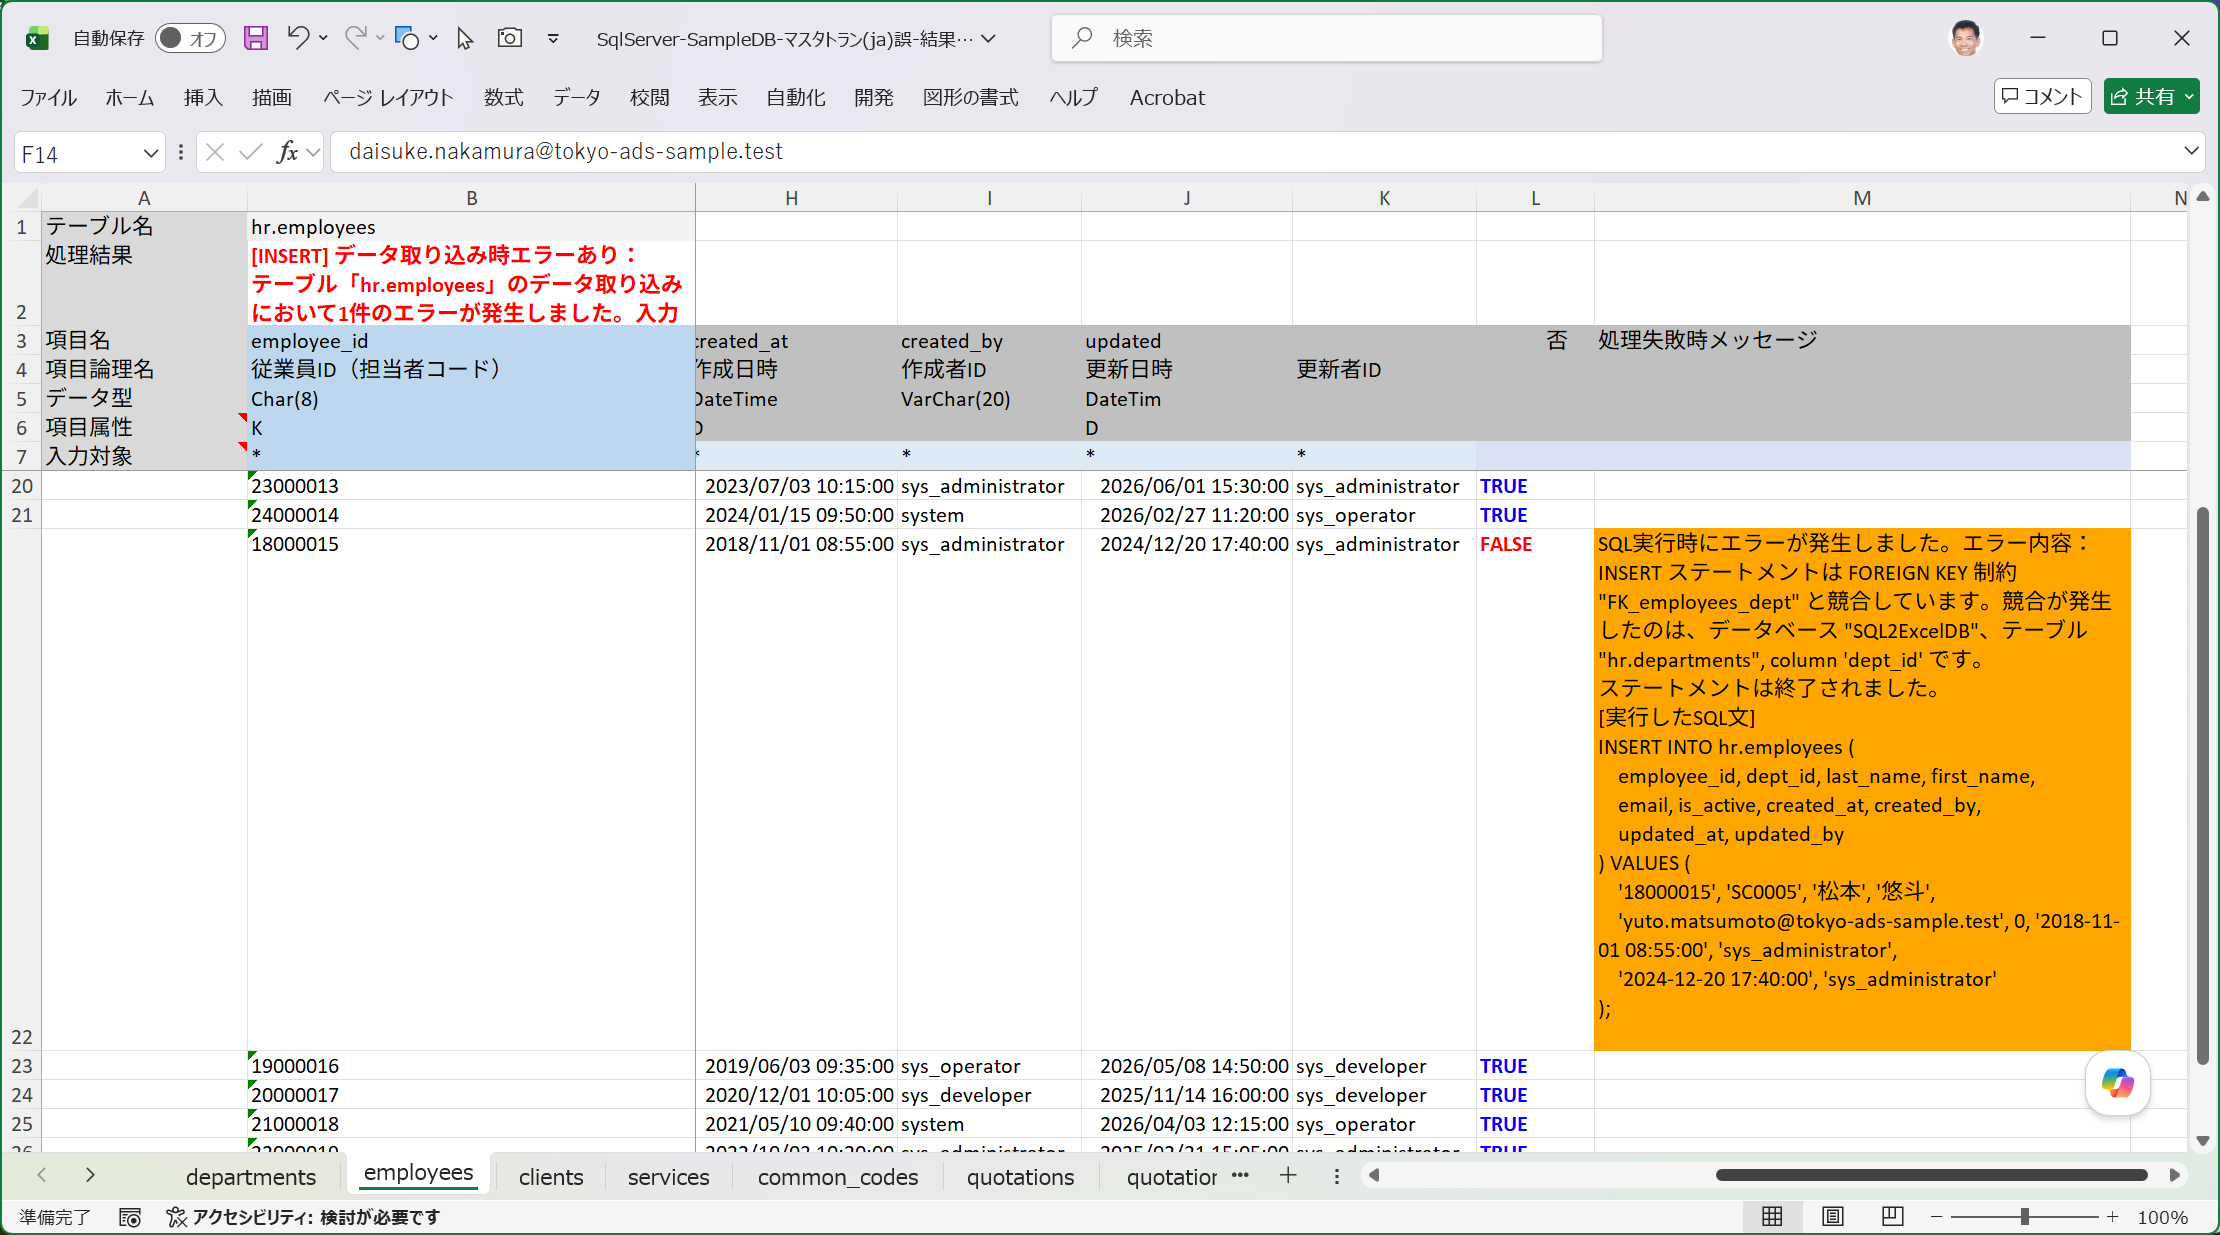 自動保存 オフ SqlServer-SampleDB-マスタトラン(ja)誤-結果… 検索
ファイル ホーム 挿入 描画 ページ レイアウト 数式 データ 校閲 表示 自動化 開発 図形の書式 ヘルプ Acrobat コメント 共有
F14 fx daisuke.nakamura@tokyo-ads-sample.test
A B H I J K L M N
1 テーブル名 hr.employees
2 処理結果 [INSERT] データ取り込み時エラーあり：
テーブル「hr.employees」のデータ取り込み
において1件のエラーが発生しました。入力
3 項目名 employee_id created_at created_by updated 否 処理失敗時メッセージ
4 項目論理名 従業員ID（担当者コード） 作成日時 作成者ID 更新日時 更新者ID
5 データ型 Char(8) DateTime VarChar(20) DateTim
6 項目属性 K D D
7 入力対象 * * * * *
20 23000013 2023/07/03 10:15:00 sys_administrator 2026/06/01 15:30:00 sys_administrator TRUE
21 24000014 2024/01/15 09:50:00 system 2026/02/27 11:20:00 sys_operator TRUE
22 18000015 2018/11/01 08:55:00 sys_administrator 2024/12/20 17:40:00 sys_administrator FALSE
SQL実行時にエラーが発生しました。エラー内容：
INSERT ステートメントは FOREIGN KEY 制約
"FK_employees_dept" と競合しています。競合が発生
したのは、データベース "SQL2ExcelDB"、テーブル
"hr.departments", column 'dept_id' です。
ステートメントは終了されました。
[実行したSQL文]
INSERT INTO hr.employees (
employee_id, dept_id, last_name, first_name,
email, is_active, created_at, created_by,
updated_at, updated_by
) VALUES (
'18000015', 'SC0005', '松本', '悠斗',
'yuto.matsumoto@tokyo-ads-sample.test', 0, '2018-11-
01 08:55:00', 'sys_administrator',
'2024-12-20 17:40:00', 'sys_administrator'
);
23 19000016 2019/06/03 09:35:00 sys_operator 2026/05/08 14:50:00 sys_developer TRUE
24 20000017 2020/12/01 10:05:00 sys_developer 2025/11/14 16:00:00 sys_developer TRUE
25 21000018 2021/05/10 09:40:00 system 2026/04/03 12:15:00 sys_operator TRUE
departments employees clients services common_codes quotations quotation
準備完了 アクセシビリティ: 検討が必要です 100%